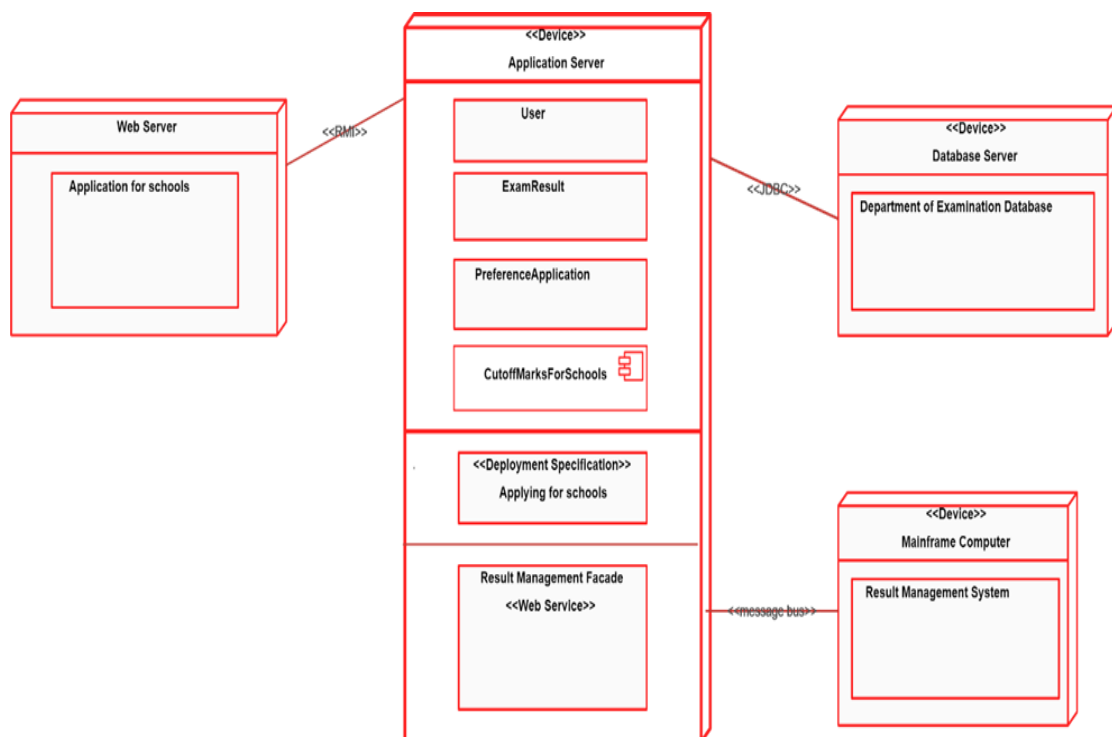 <<Device>>
Application Server
User
ExamResult
PreferenceApplication
CutoffMarksForSchools
<<Deployment Specification>>
Applying for schools
Result Management Facade
<<Web Service>>
Web Server
Application for schools
<<RMI>>
<<JDBC>>
<<Device>>
Database Server
Department of Examination Database
<<message bus>>
<<Device>>
Mainframe Computer
Result Management System